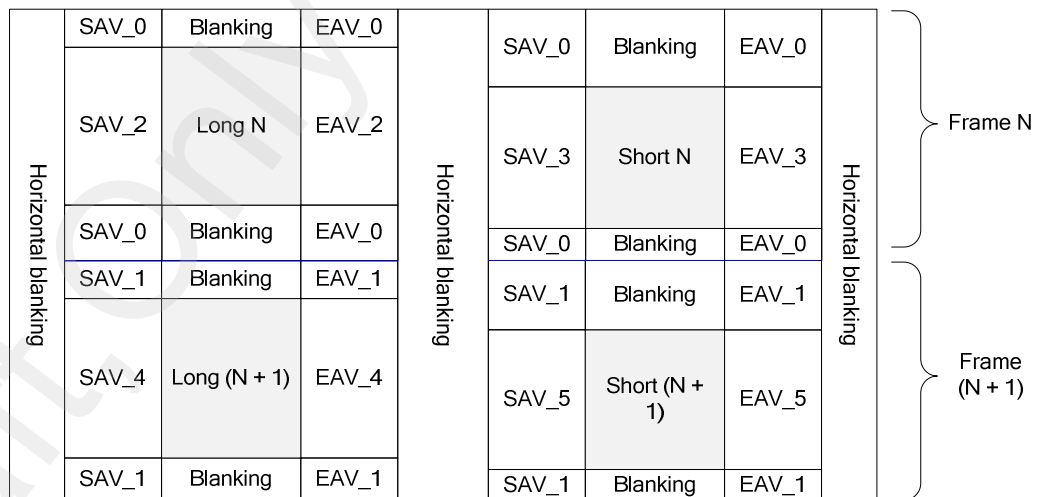 SAV_0 Blanking EAV_0
SAV_2 Long N EAV_2
SAV_0 Blanking EAV_0
SAV_1 Blanking EAV_1
SAV_4 Long (N + 1) EAV_4
SAV_1 Blanking EAV_1
Horizontal blanking
Horizontal blanking
SAV_0 Blanking EAV_0
SAV_3 Short N EAV_3
SAV_0 Blanking EAV_0
SAV_1 Blanking EAV_1
SAV_5 Short (N +
1) EAV_5
SAV_1 Blanking EAV_1
Horizontal blanking
Frame N
Frame
(N + 1)
only